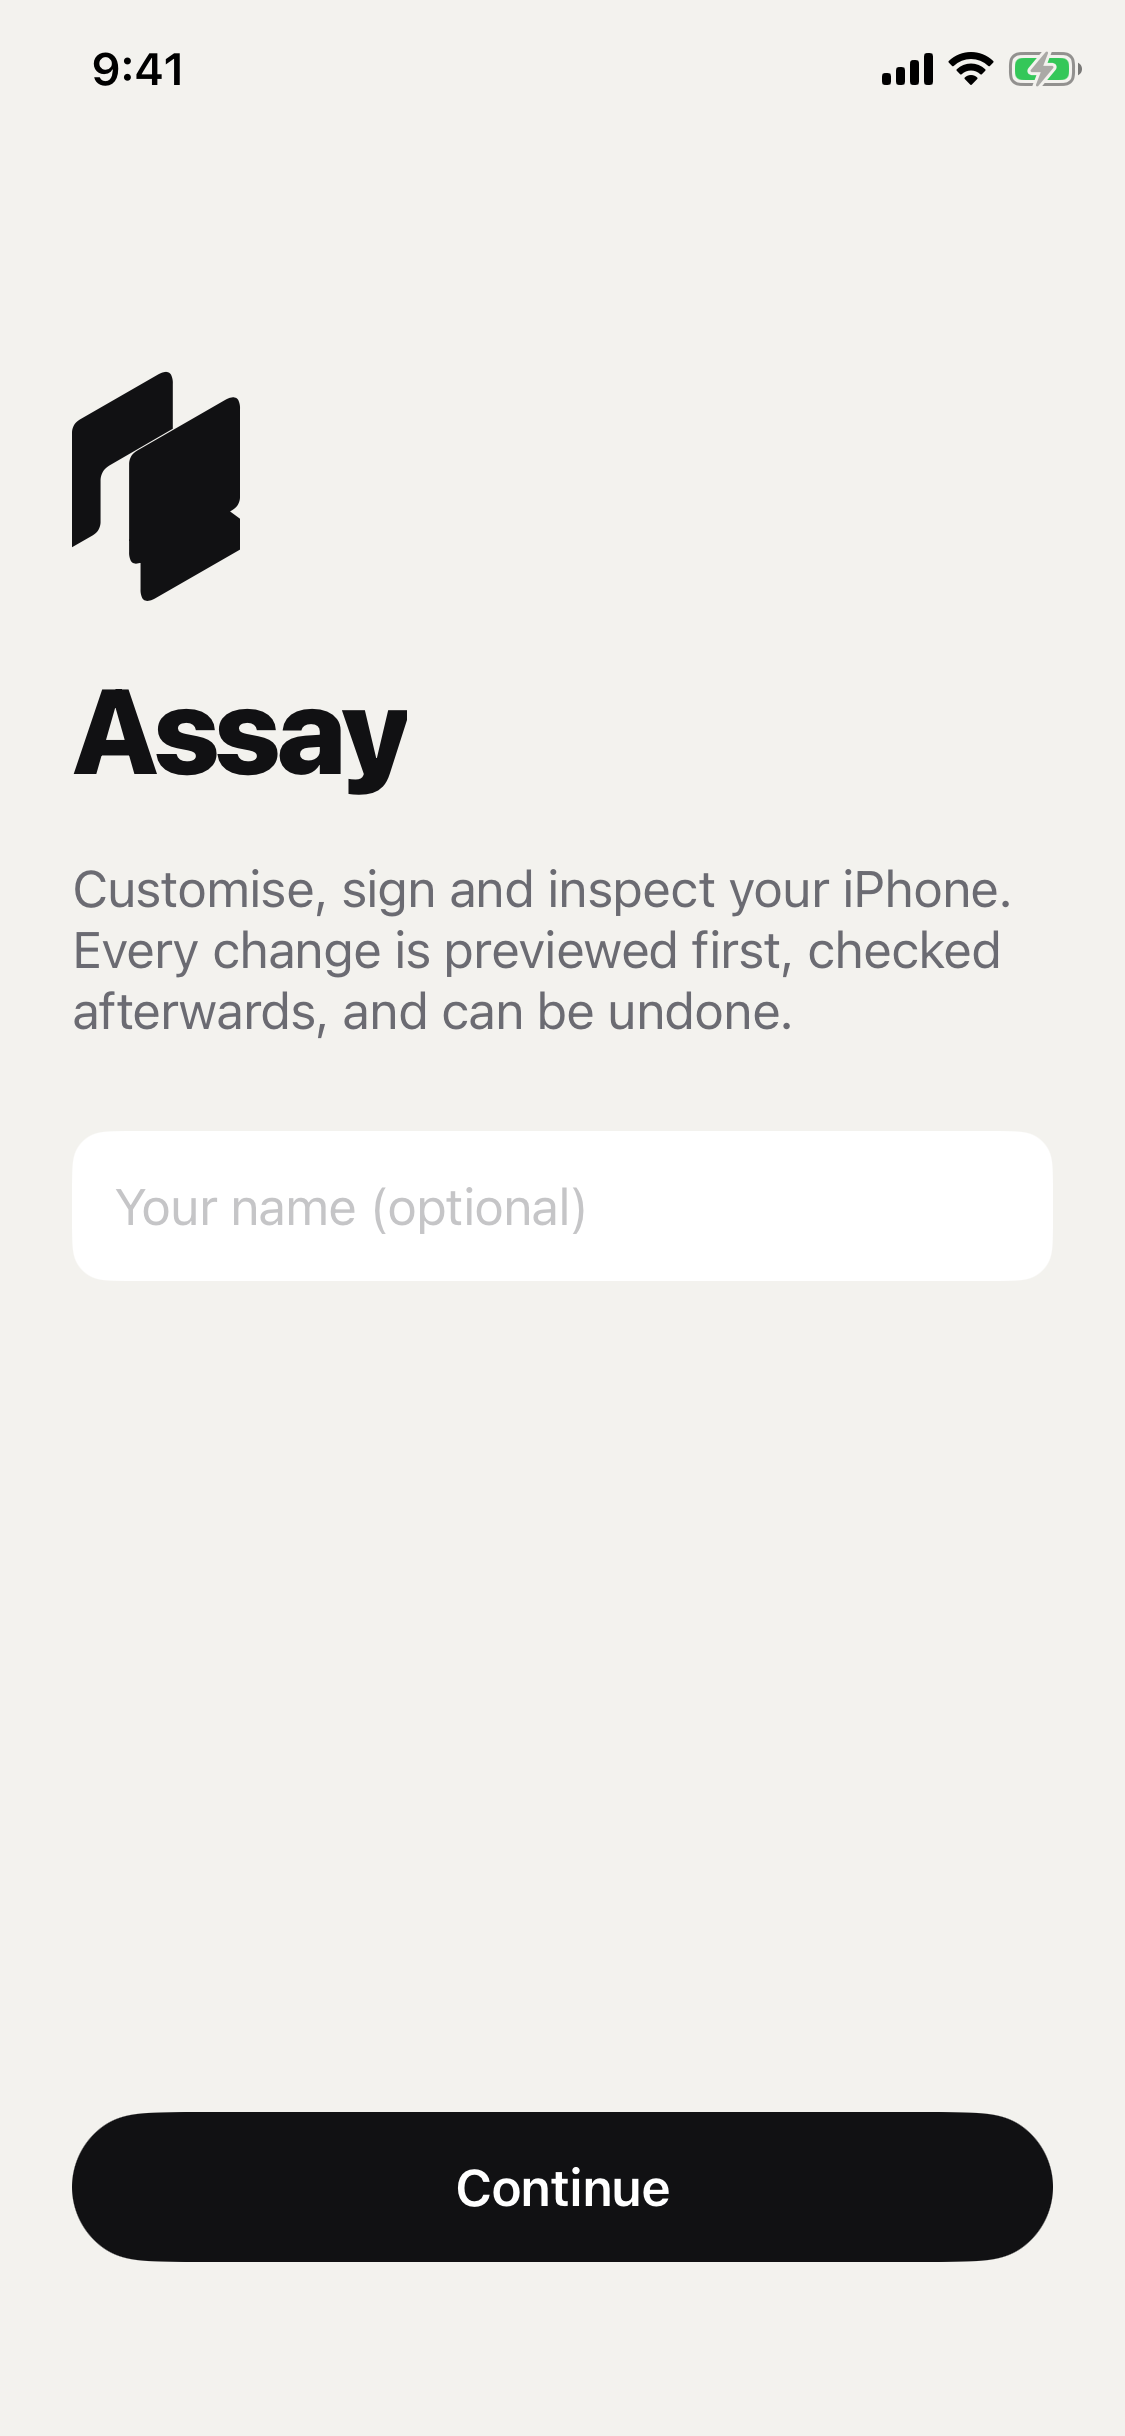 9:41
Assay
Customise, sign and inspect your iPhone.
Every change is previewed first, checked
afterwards, and can be undone.
Your name (optional)
Continue